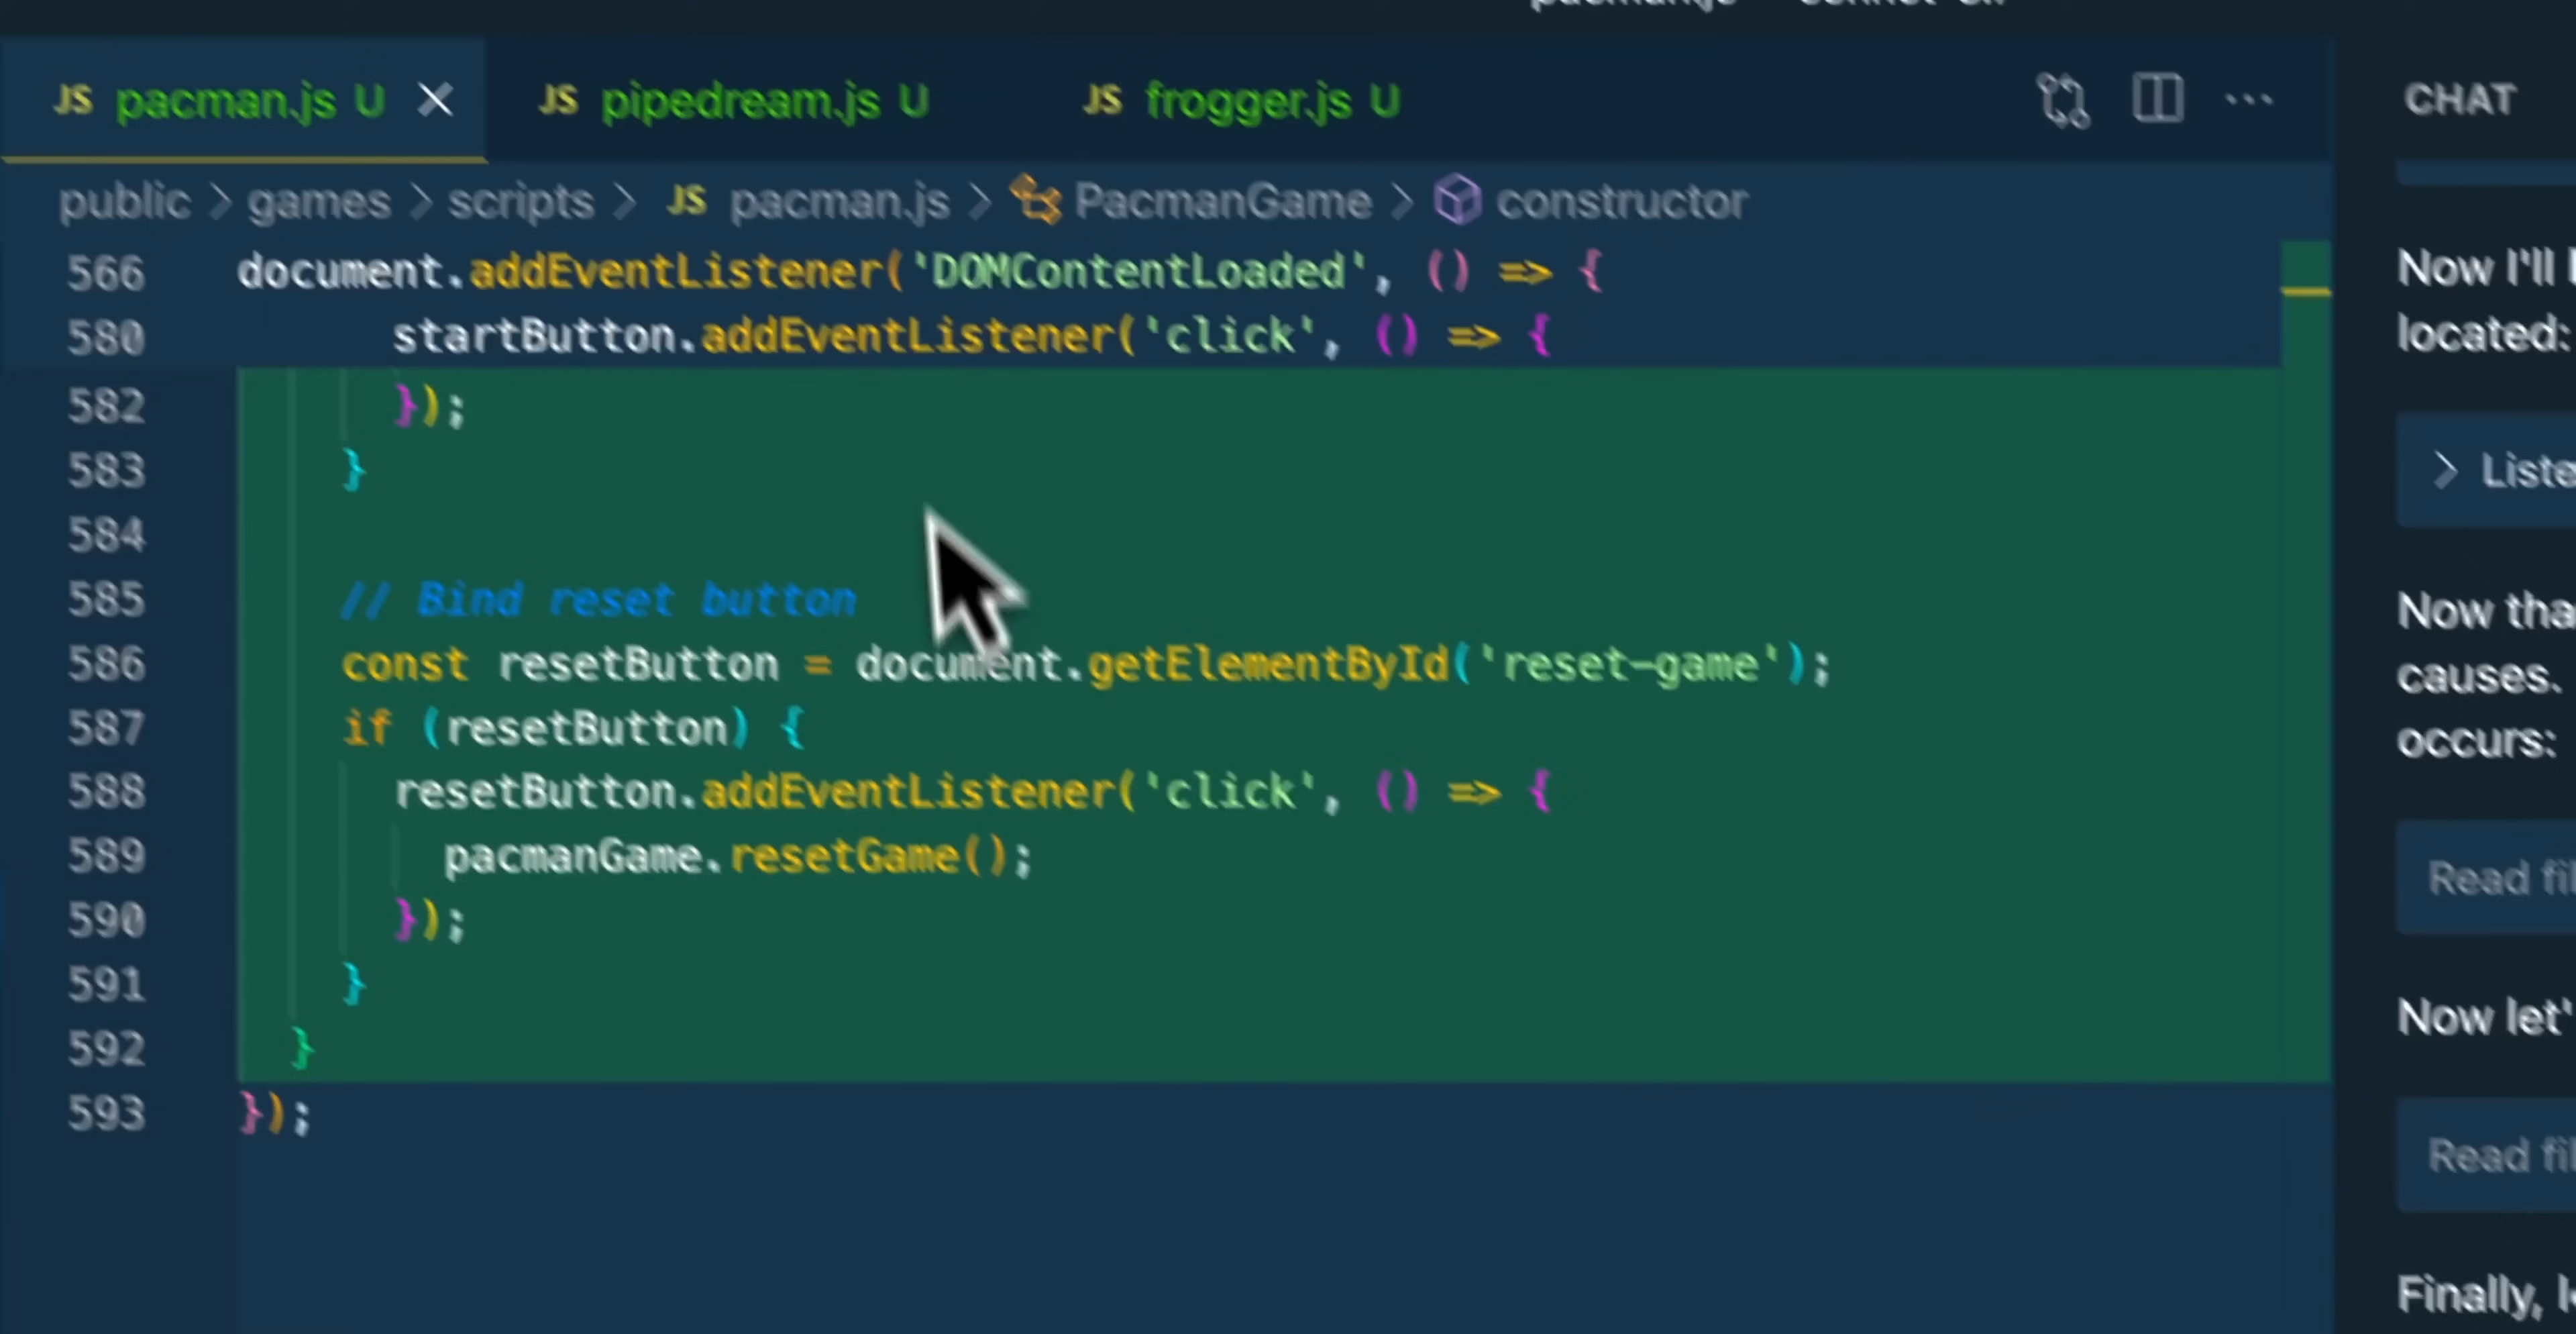 JS pacman.js U
JS pipedream.js U
JS frogger.js U
CHAT
public > games > scripts > JS pacman.js > PacmanGame > constructor
566 document.addEventListener('DOMContentLoaded', () => {
580 startButton.addEventListener('click', () => {
582 });
583 }
584
585 // Bind reset button
586 const resetButton = document.getElementById('reset-game');
587 if (resetButton) {
588 resetButton.addEventListener('click', () => {
589 pacmanGame.resetGame();
590 });
591 }
592 }
593 });
Now I'll
located:
> Liste
Now tha
causes.
occurs:
Read fil
Now let'
Read fil
Finally,